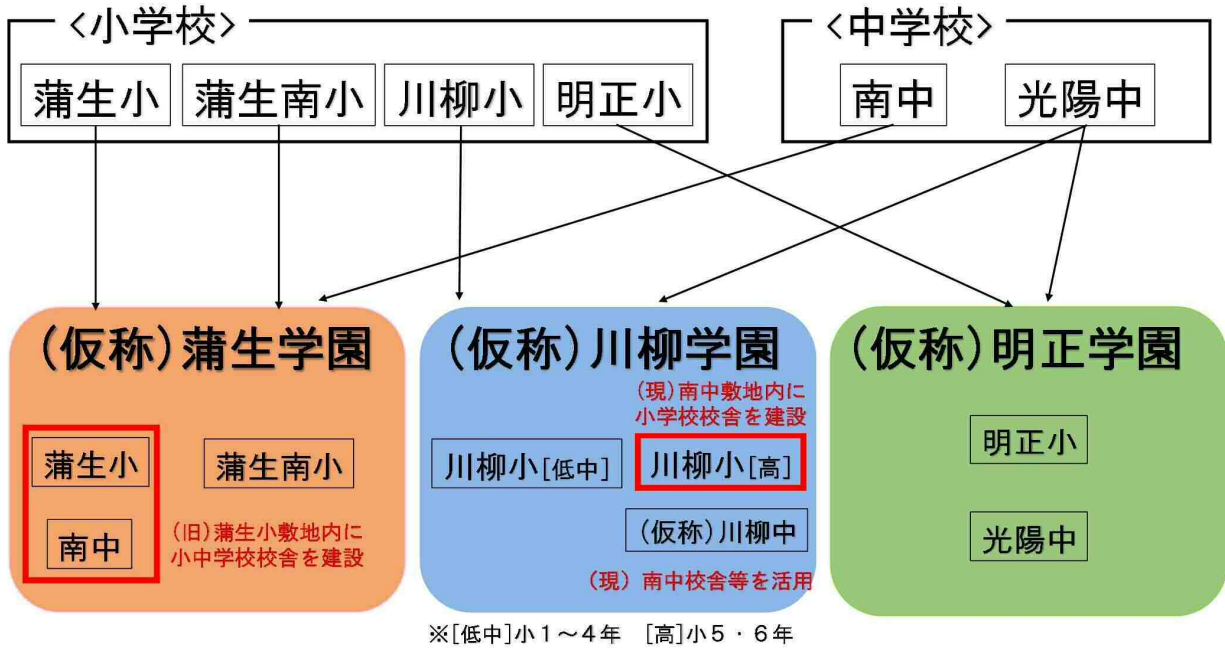 <小学校>
蒲生小
蒲生南小
川柳小
明正小
<中学校>
南中
光陽中
(仮称)蒲生学園
蒲生小
南中
蒲生南小
(旧)蒲生小敷地内に
小中学校校舎を建設
(仮称)川柳学園
(現)南中敷地内に
小学校校舎を建設
川柳小[低中]
川柳小[高]
(仮称)川柳中
(現) 南中校舎等を活用
(仮称)明正学園
明正小
光陽中
※[低中]小1～4年 [高]小5・6年